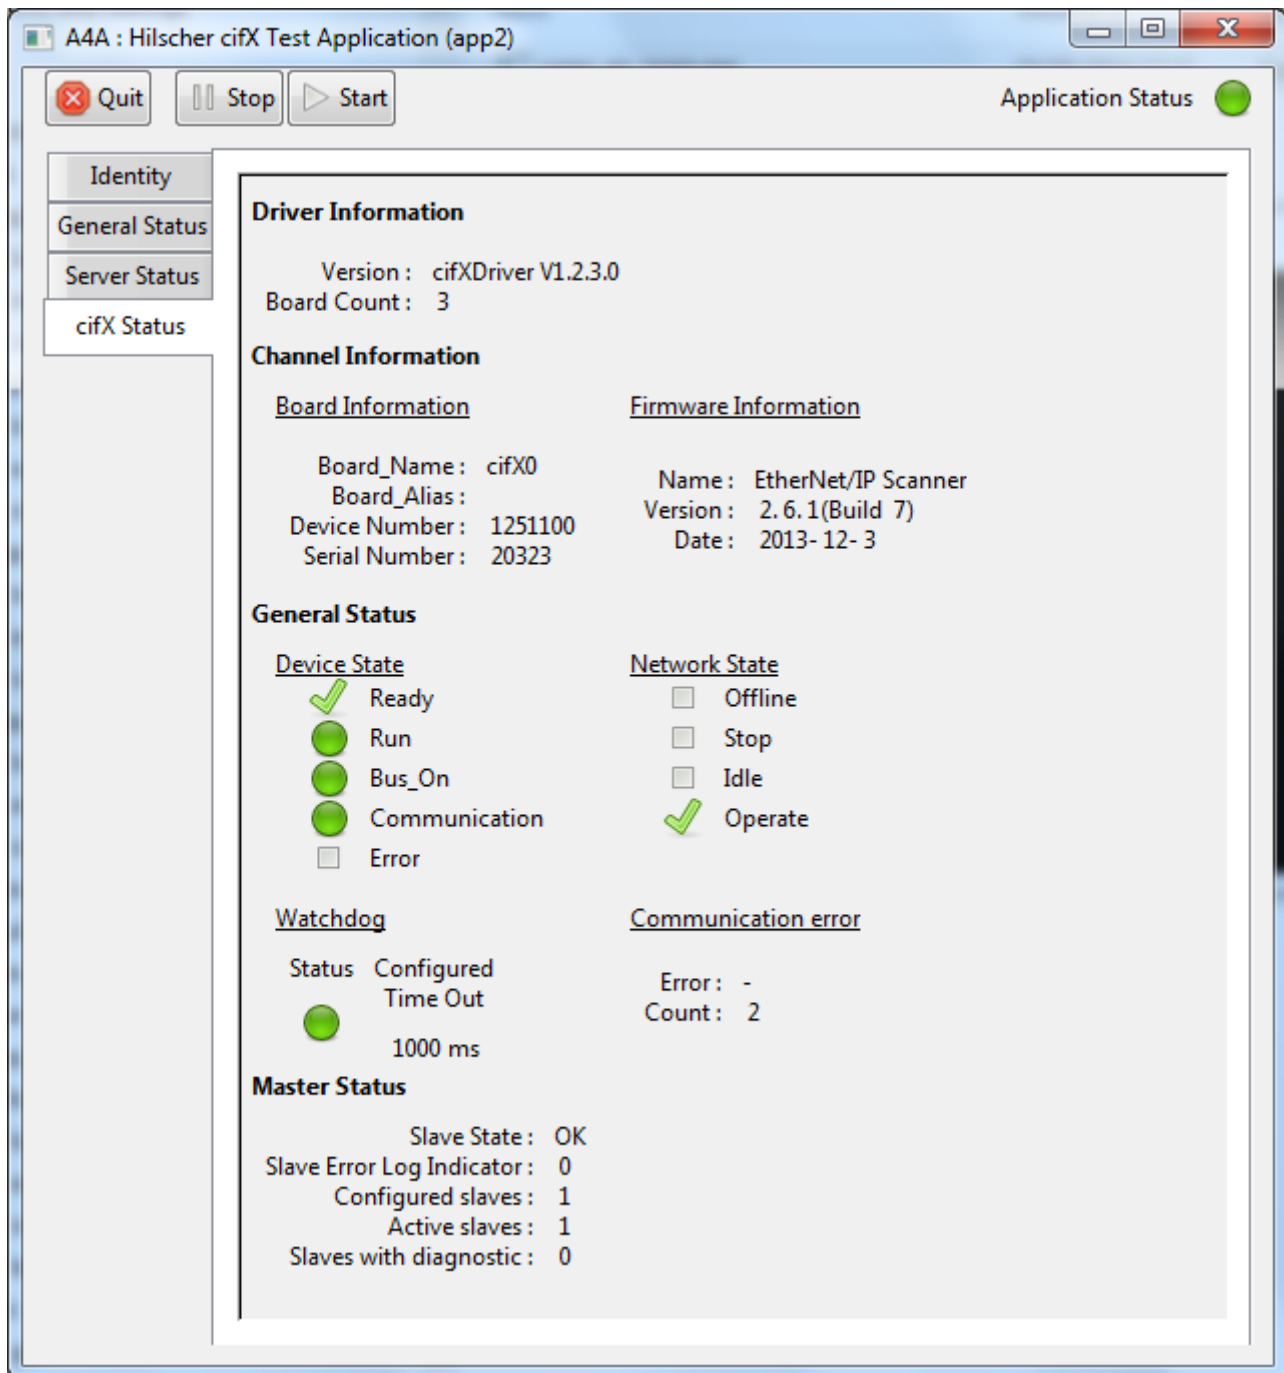 A4A : Hilscher cifX Test Application (app2)
Quit Stop Start Application Status
Identity
General Status
Server Status
cifX Status
Driver Information
Version : cifXDriver V1.2.3.0
Board Count : 3
Channel Information
Board Information
Board_Name : cifX0
Board_Alias :
Device Number : 1251100
Serial Number : 20323
Firmware Information
Name : EtherNet/IP Scanner
Version : 2. 6. 1(Build 7)
Date : 2013- 12- 3
General Status
Device State
Ready
Run
Bus_On
Communication
Error
Network State
Offline
Stop
Idle
Operate
Watchdog
Status Configured
Time Out
1000 ms
Communication error
Error : -
Count : 2
Master Status
Slave State : OK
Slave Error Log Indicator : 0
Configured slaves : 1
Active slaves : 1
Slaves with diagnostic : 0